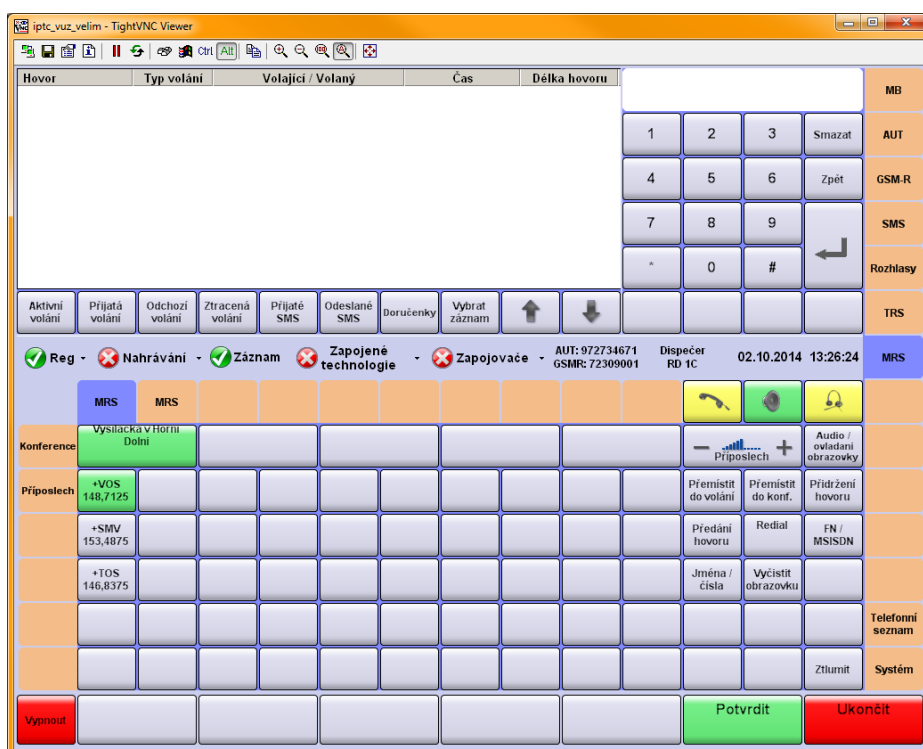 iptc_vuz_velim - TightVNC Viewer
Ctrl Alt
Hovor Typ volání Volající / Volaný Čas Délka hovoru
MB
1 2 3 Smazat AUT
4 5 6 Zpét GSM-R
7 8 9 SMS
* 0 # Rozhlasy
Aktivní volání
Přijatá volání
Odchozí volání
Ztracená volání
Přijaté SMS
Odeslané SMS
Doručenky
Vybrat záznam
TRS
Reg
Nahrávání
Záznam
Zapojené technologie
Zapojovače
AUT: 972734671
GSMR: 72309001
Dispečer
RD 1C
02.10.2014 13:26:24
MRS
MRS MRS
Konference
Vysílačka v Horní
Dolní
− Příposlech +
Audio /
ovladani
obrazovky
Příposlech
+VOS
148,7125
Přemístit
do volání
Přemístit
do konf.
Přidržení
hovoru
+SMV
153,4875
Předání
hovoru
Redial
FN /
MSISDN
+TOS
146,8375
Jména /
čísla
Vyčistit
obrazovku
Telefonní
seznam
Ztlumit
Systém
Vypnout
Potvrdit
Ukončit